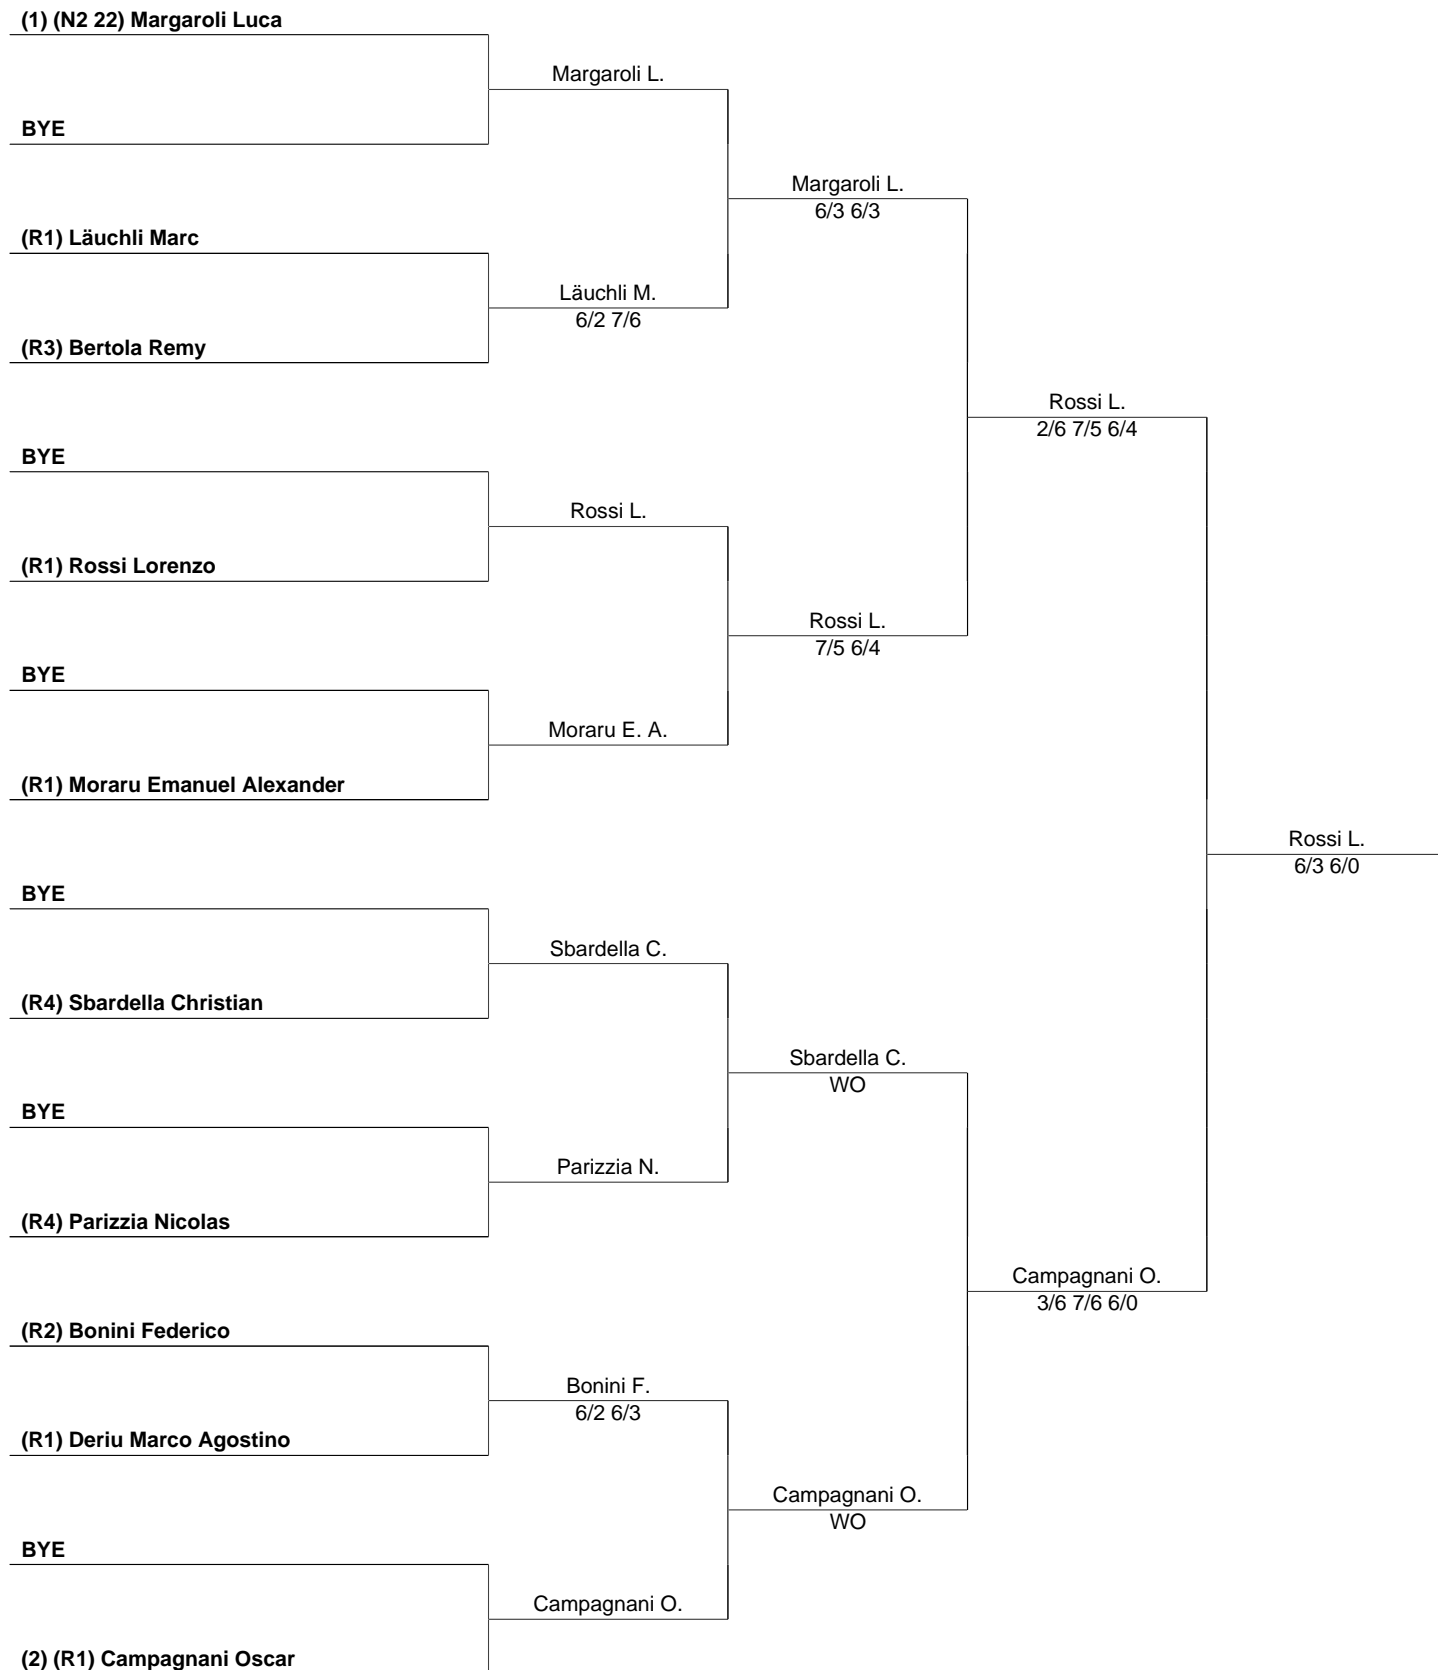 (1) (N2 22) Margaroli Luca
Margaroli L.
BYE
Margaroli L.
6/3 6/3
(R1) Läuchli Marc
Läuchli M.
6/2 7/6
(R3) Bertola Remy
Rossi L.
2/6 7/5 6/4
BYE
Rossi L.
(R1) Rossi Lorenzo
Rossi L.
7/5 6/4
BYE
Moraru E. A.
(R1) Moraru Emanuel Alexander
Rossi L.
6/3 6/0
BYE
Sbardella C.
(R4) Sbardella Christian
Sbardella C.
WO
BYE
Parizzia N.
(R4) Parizzia Nicolas
Campagnani O.
3/6 7/6 6/0
(R2) Bonini Federico
Bonini F.
6/2 6/3
(R1) Deriu Marco Agostino
Campagnani O.
WO
BYE
Campagnani O.
(2) (R1) Campagnani Oscar